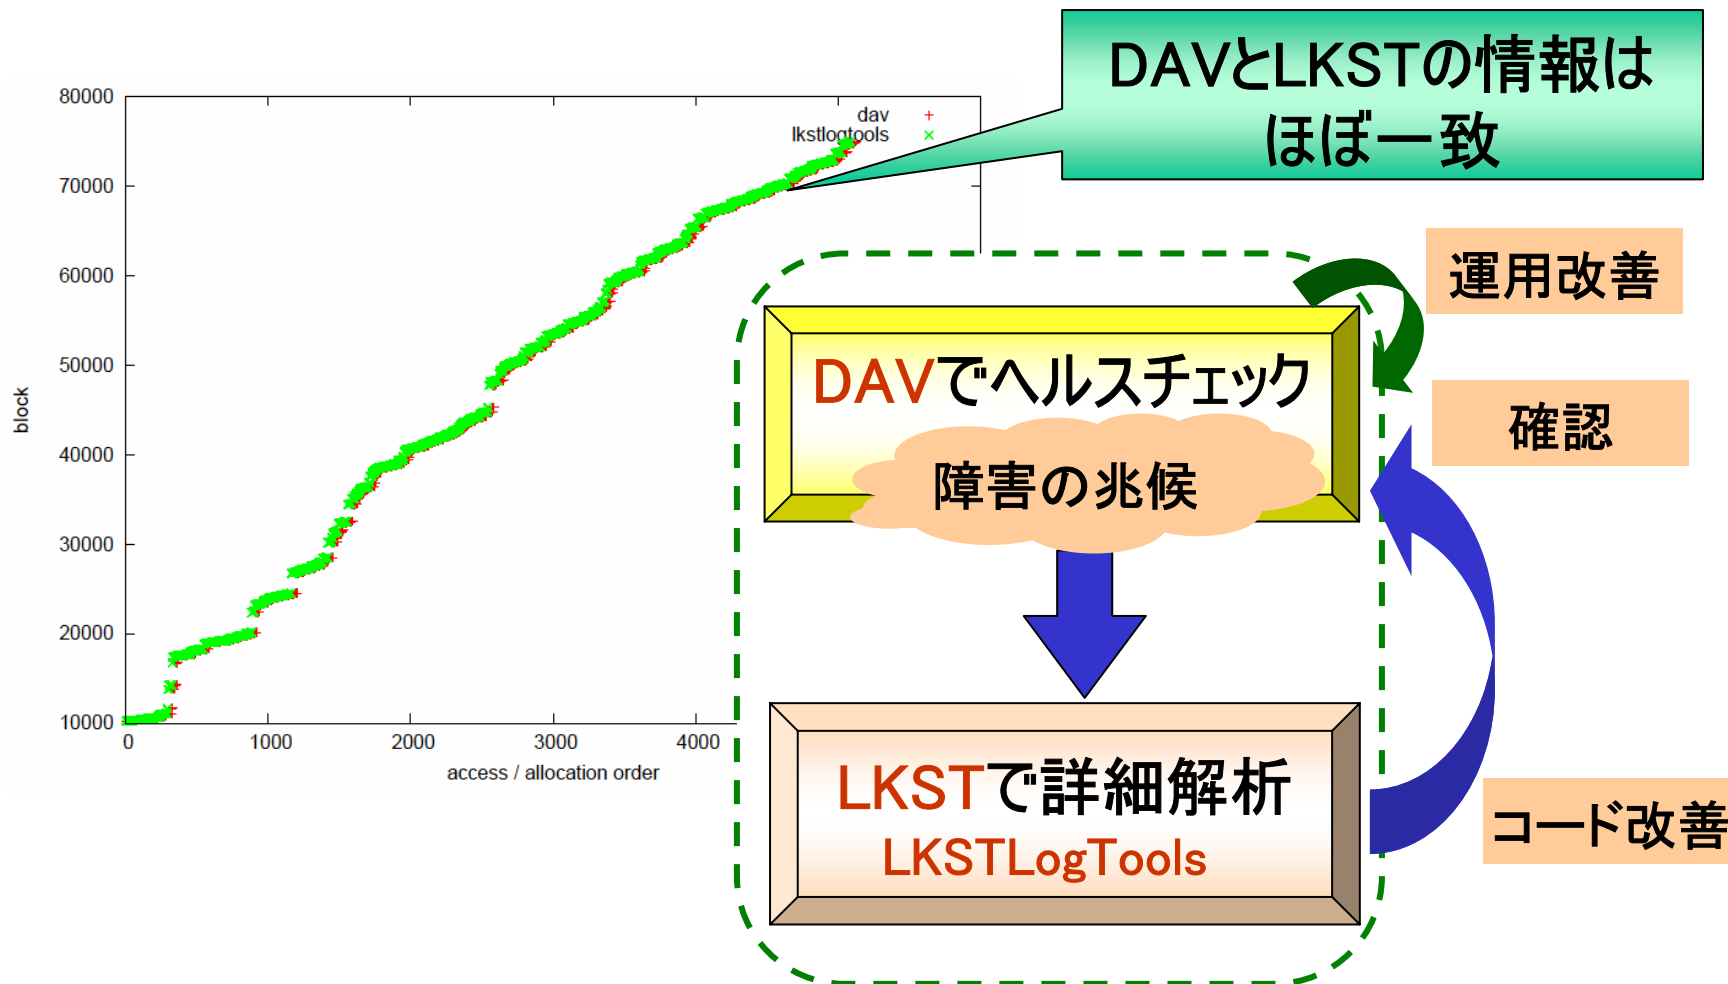 DAVとLKSTの情報は
ほぼ一致
80000
70000
60000
50000
40000
30000
20000
10000
block
0
1000
2000
3000
4000
access / allocation order
dav
lkstlogtools
運用改善
DAVでヘルスチェック
障害の兆候
確認
LKSTで詳細解析
LKSTLogTools
コード改善